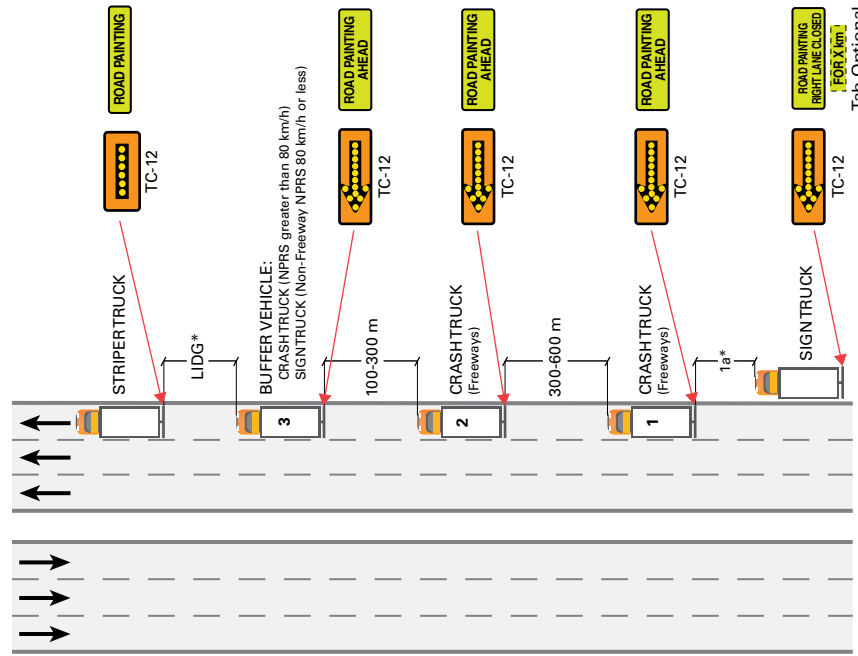 ROAD PAINTING
TC-12
STRIPER TRUCK
LIDG*
BUFFER VEHICLE:
CRASH TRUCK (NPRS greater than 80 km/h)
SIGN TRUCK (Non-Freeway NPRS 80 km/h or less)
ROAD PAINTING
AHEAD
TC-12
3
100-300 m
ROAD PAINTING
AHEAD
TC-12
CRASH TRUCK
(Freeways)
2
300-600 m
ROAD PAINTING
AHEAD
TC-12
CRASH TRUCK
(Freeways)
1
1a*
ROAD PAINTING
RIGHT LANE CLOSED
FOR X km
Tab Optional
TC-12
SIGN TRUCK